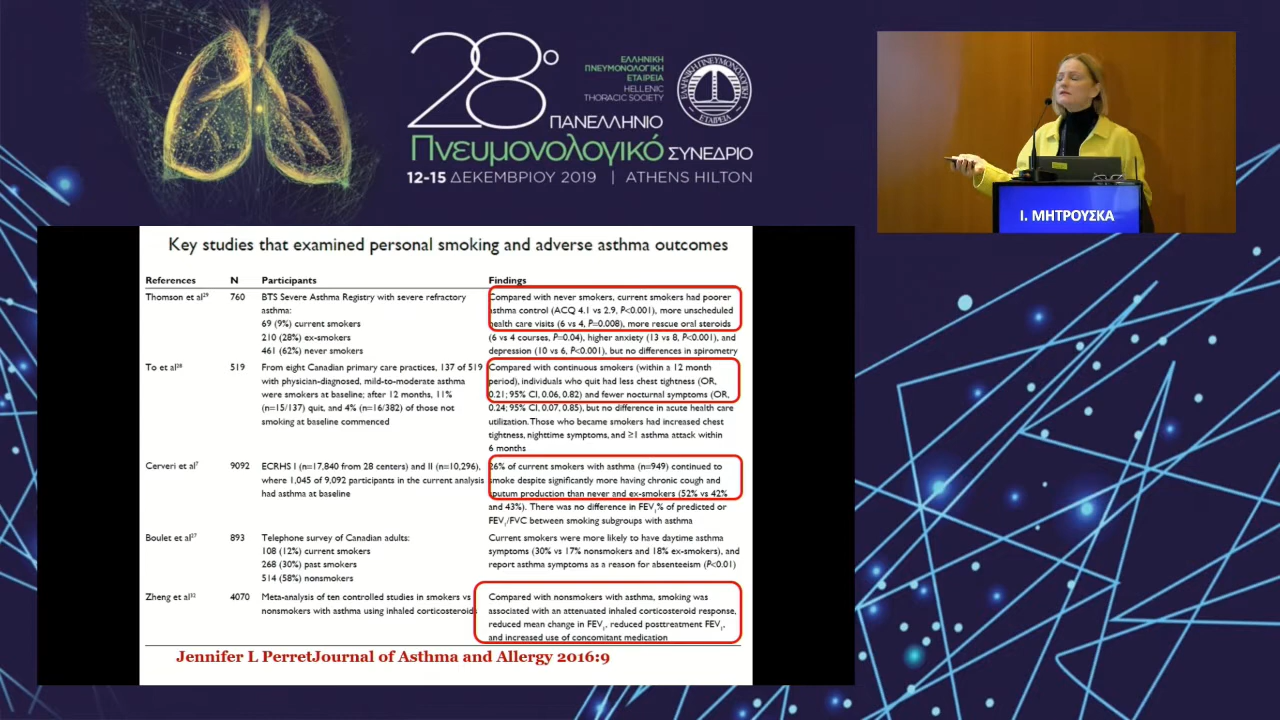 28ο
ΕΛΛΗΝΙΚΗ
ΠΝΕΥΜΟΝΟΛΟΓΙΚΗ
ΕΤΑΙΡΕΙΑ
HELLENIC
THORACIC SOCIETY
ΠΑΝΕΛΛΗΝΙΟ
Πνευμονολογικό ΣΥΝΕΔΡΙΟ
12-15 ΔΕΚΕΜΒΡΙΟΥ 2019 | ATHENS HILTON
Ι. ΜΗΤΡΟΥΣΚΑ
Key studies that examined personal smoking and adverse asthma outcomes
References N Participants Findings
Thomson et al²⁹ 760 BTS Severe Asthma Registry with severe refractory Compared with never smokers, current smokers had poorer
asthma: asthma control (ACQ 4.1 vs 2.9, P<0.001), more unscheduled
69 (9%) current smokers health care visits (6 vs 4, P=0.008), more rescue oral steroids
210 (28%) ex-smokers (6 vs 4 courses, P=0.04), higher anxiety (13 vs 8, P<0.001), and
461 (62%) never smokers depression (10 vs 6, P<0.001), but no differences in spirometry
To et al²⁸ 519 From eight Canadian primary care practices, 137 of 519 Compared with continuous smokers (within a 12 month
with physician-diagnosed, mild-to-moderate asthma period), individuals who quit had less chest tightness (OR,
were smokers at baseline; after 12 months, 11% 0.21; 95% CI, 0.06, 0.82) and fewer nocturnal symptoms (OR,
(n=15/137) quit, and 4% (n=16/382) of those not 0.24; 95% CI, 0.07, 0.85), but no difference in acute health care
smoking at baseline commenced utilization. Those who became smokers had increased chest
tightness, nighttime symptoms, and ≥1 asthma attack within
6 months
Cerveri et al⁷ 9092 ECRHS I (n=17,840 from 28 centers) and II (n=10,296), 26% of current smokers with asthma (n=949) continued to
where 1,045 of 9,092 participants in the current analysis smoke despite significantly more having chronic cough and
had asthma at baseline sputum production than never and ex-smokers (52% vs 42%
and 43%). There was no difference in FEV₁% of predicted or
FEV₁/FVC between smoking subgroups with asthma
Boulet et al²⁷ 893 Telephone survey of Canadian adults: Current smokers were more likely to have daytime asthma
108 (12%) current smokers symptoms (30% vs 17% nonsmokers and 18% ex-smokers), and
268 (30%) past smokers report asthma symptoms as a reason for absenteeism (P<0.01)
514 (58%) nonsmokers
Zheng et al³² 4070 Meta-analysis of ten controlled studies in smokers vs Compared with nonsmokers with asthma, smoking was
nonsmokers with asthma using inhaled corticosteroids associated with an attenuated inhaled corticosteroid response,
reduced mean change in FEV₁, reduced posttreatment FEV₁,
and increased use of concomitant medication
Jennifer L PerretJournal of Asthma and Allergy 2016:9